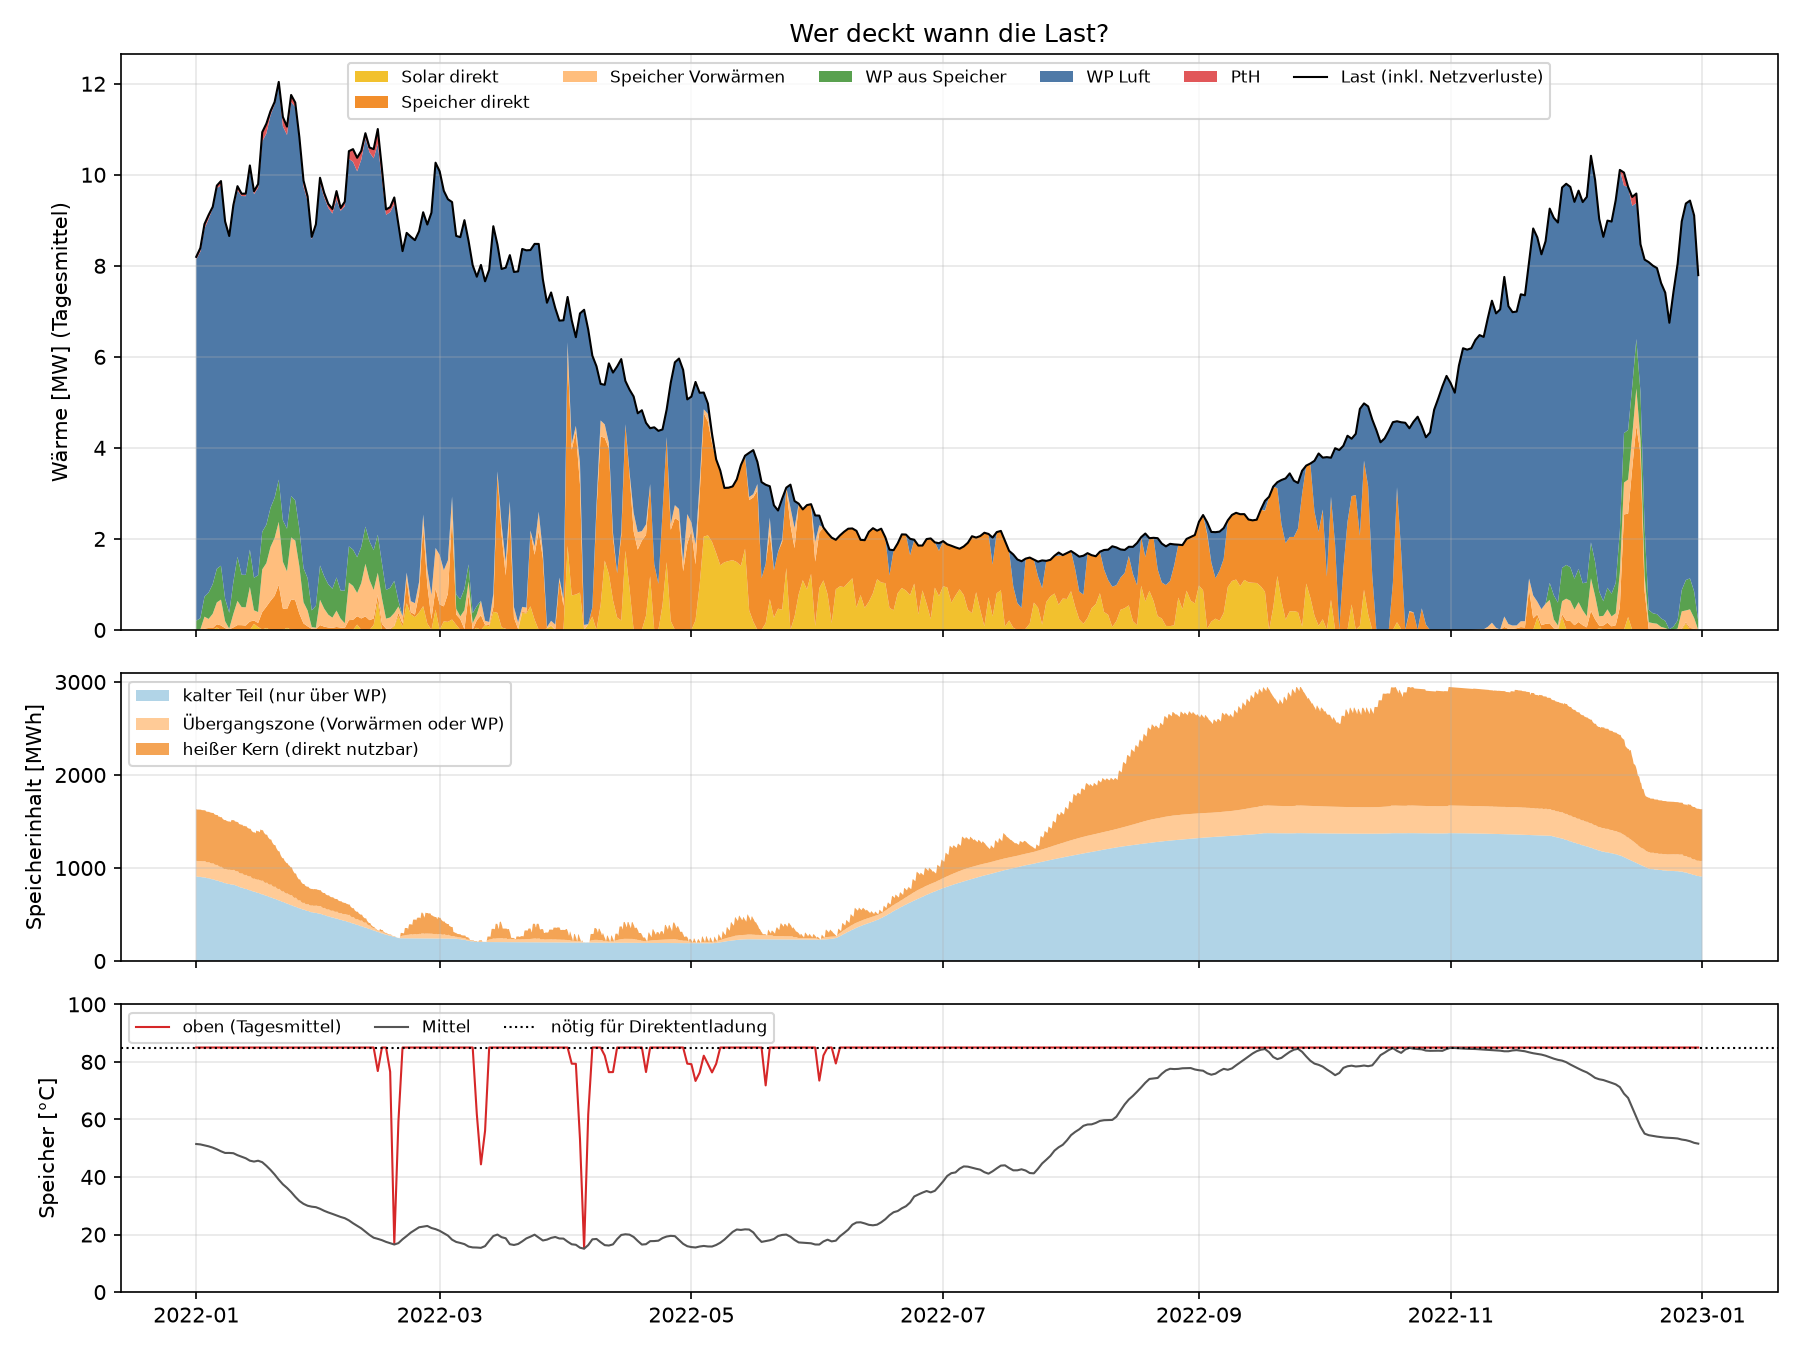 Wer deckt wann die Last?
Solar direkt
Speicher direkt
Speicher Vorwärmen
WP aus Speicher
WP Luft
PtH
Last (inkl. Netzverluste)
Wärme [MW] (Tagesmittel)
12
10
8
6
4
2
0
kalter Teil (nur über WP)
Übergangszone (Vorwärmen oder WP)
heißer Kern (direkt nutzbar)
Speicherinhalt [MWh]
3000
2000
1000
0
oben (Tagesmittel)
Mittel
nötig für Direktentladung
Speicher [°C]
100
80
60
40
20
0
2022-01
2022-03
2022-05
2022-07
2022-09
2022-11
2023-01